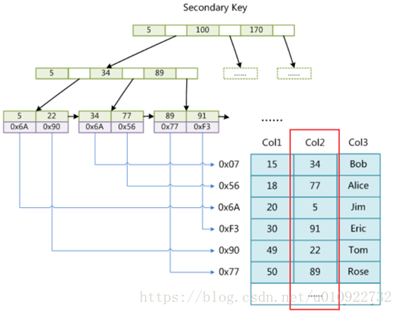 Secondary Key
5 100 170
5 34 89
...... ......
5 22 34 77 89 91 ......
0x6A 0x90 0x6A 0x56 0x77 0xF3
Col1 Col2 Col3
0x07 15 34 Bob
0x56 18 77 Alice
0x6A 20 5 Jim
0xF3 30 91 Eric
0x90 49 22 Tom
0x77 50 89 Rose
......
https://blog.csdn.net/u010922732